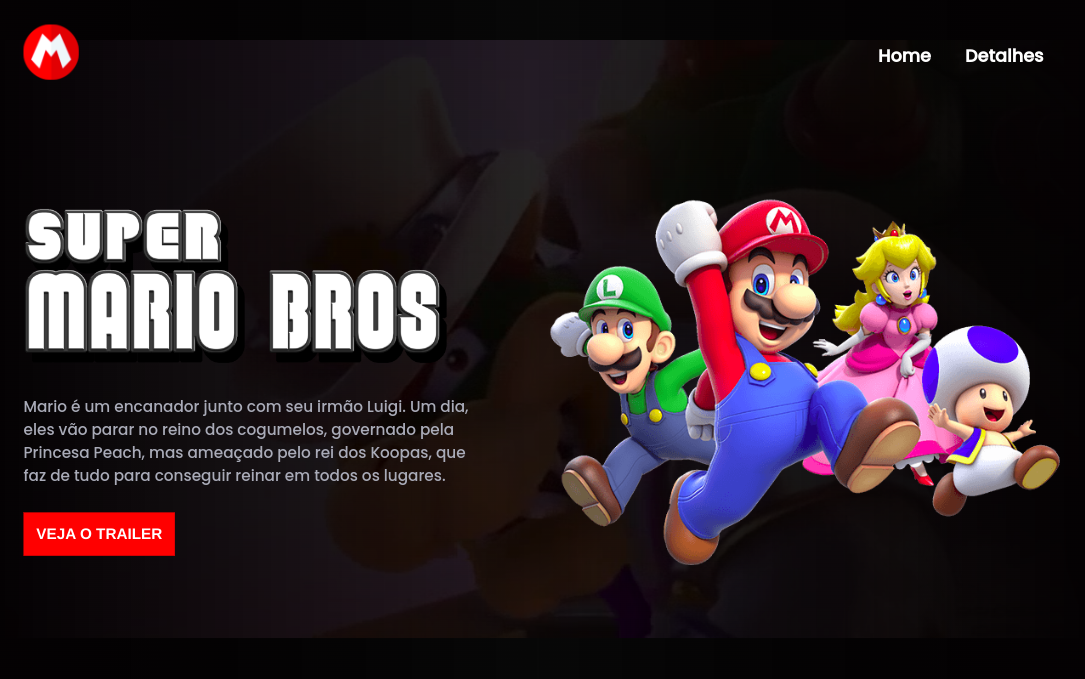 M
Home Detalhes
SUPER
MARIO BROS
M
L
Mario é um encanador junto com seu irmão Luigi. Um dia,
eles vão parar no reino dos cogumelos, governado pela
Princesa Peach, mas ameaçado pelo rei dos Koopas, que
faz de tudo para conseguir reinar em todos os lugares.
VEJA O TRAILER